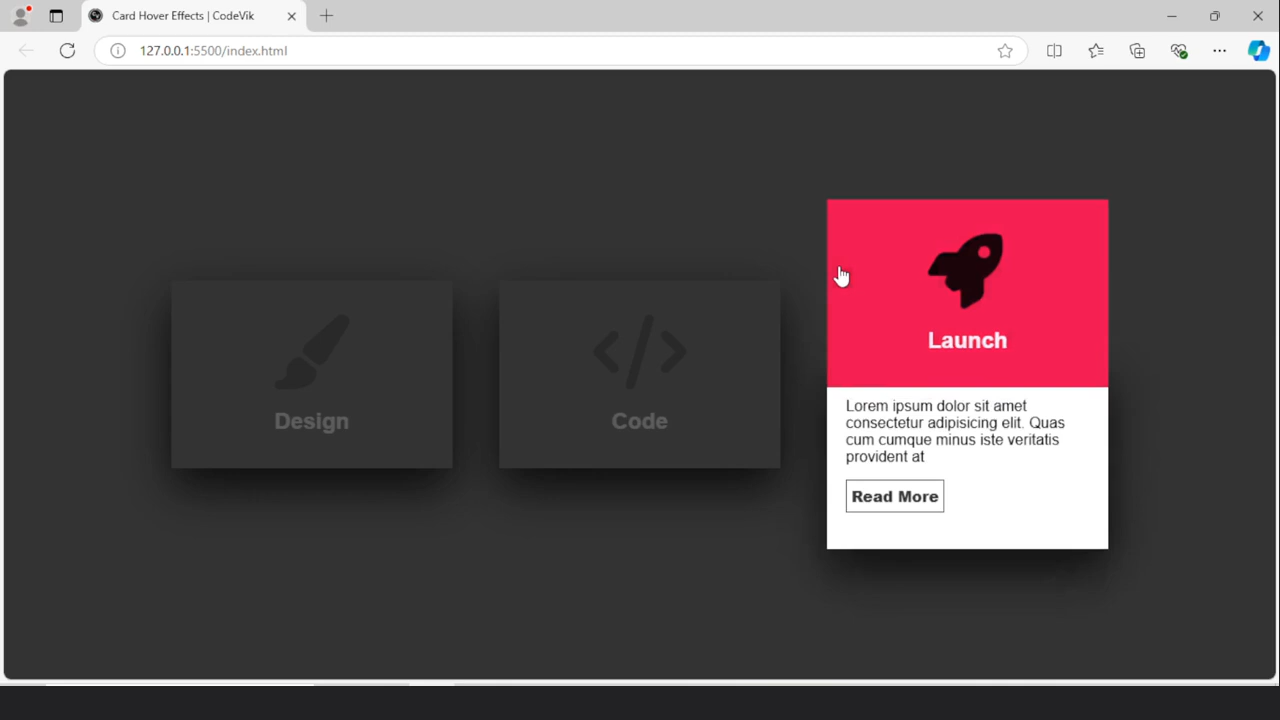 Card Hover Effects | CodeVik
127.0.0.1:5500/index.html
Design
Code
Launch
Lorem ipsum dolor sit amet
consectetur adipisicing elit. Quas
cum cumque minus iste veritatis
provident at
Read More